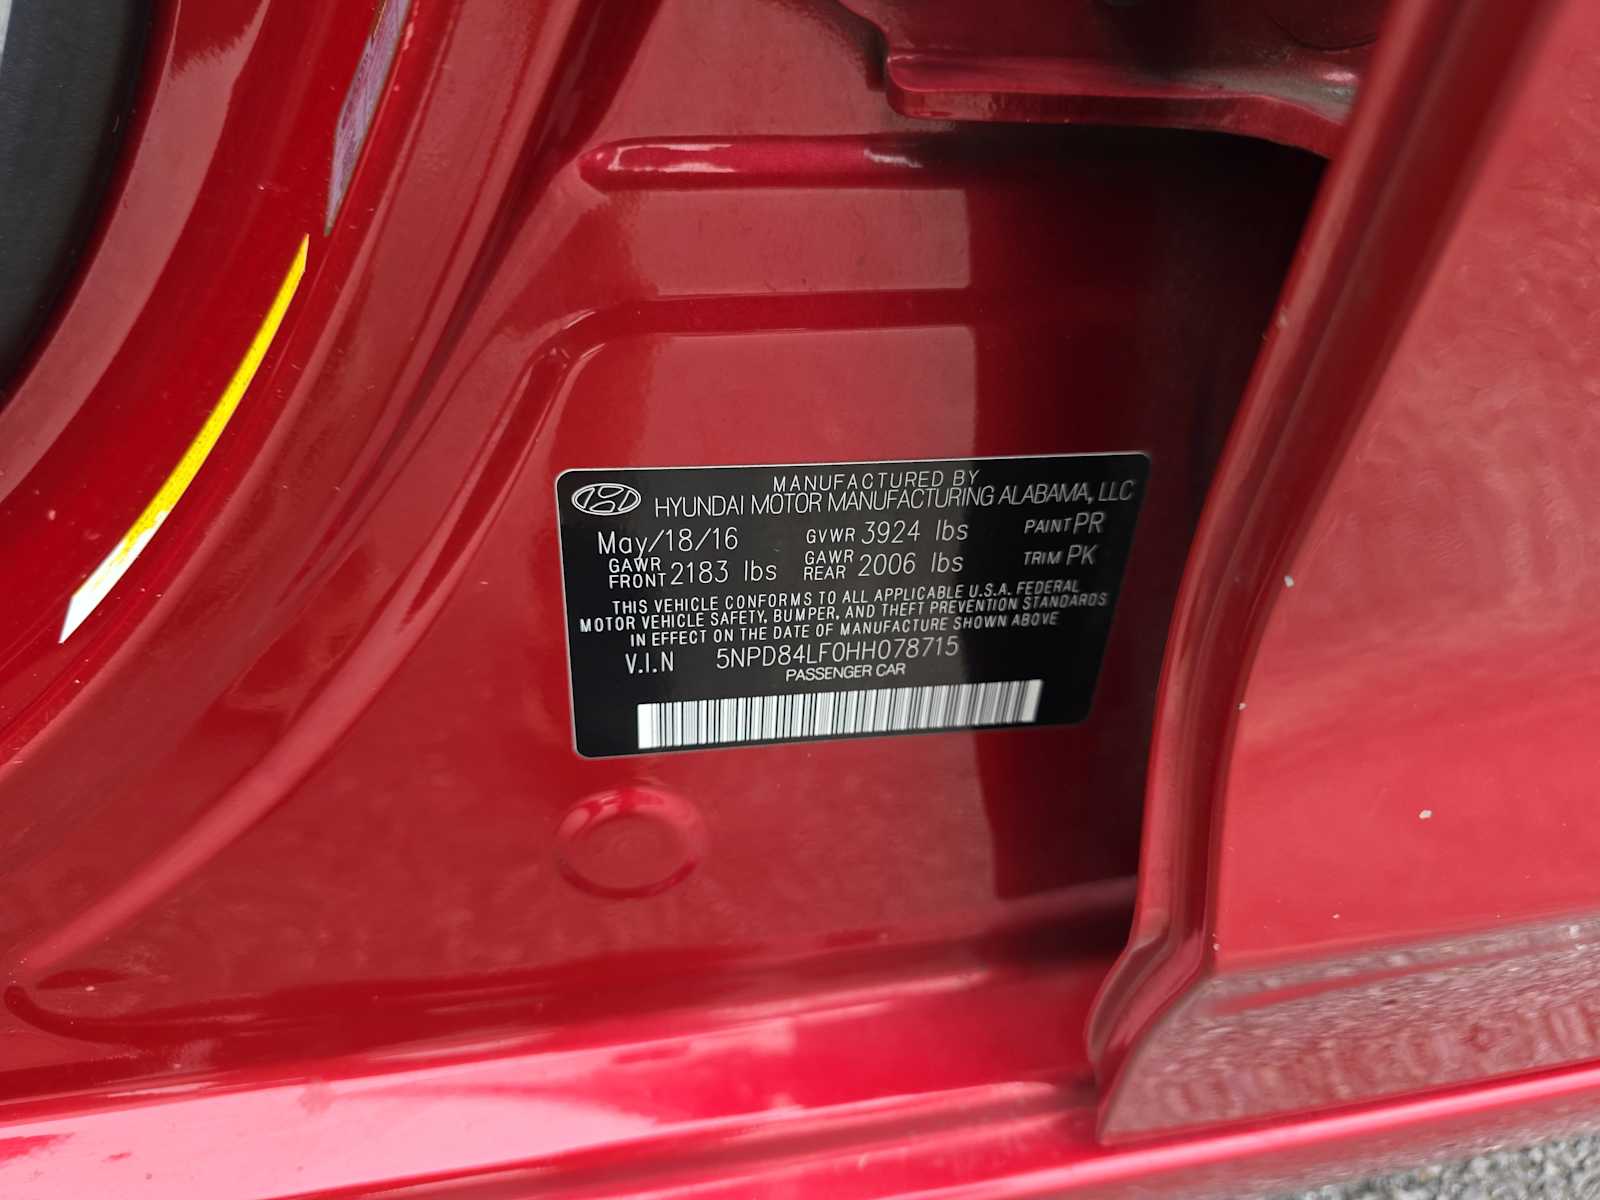 MANUFACTURED BY
HYUNDAI MOTOR MANUFACTURING ALABAMA, LLC
May/18/16 GVWR 3924 lbs PAINT PR
GAWR FRONT 2183 lbs GAWR REAR 2006 lbs TRIM PK
THIS VEHICLE CONFORMS TO ALL APPLICABLE U.S.A. FEDERAL
MOTOR VEHICLE SAFETY, BUMPER, AND THEFT PREVENTION STANDARDS
IN EFFECT ON THE DATE OF MANUFACTURE SHOWN ABOVE
V.I.N 5NPD84LF0HH078715
PASSENGER CAR